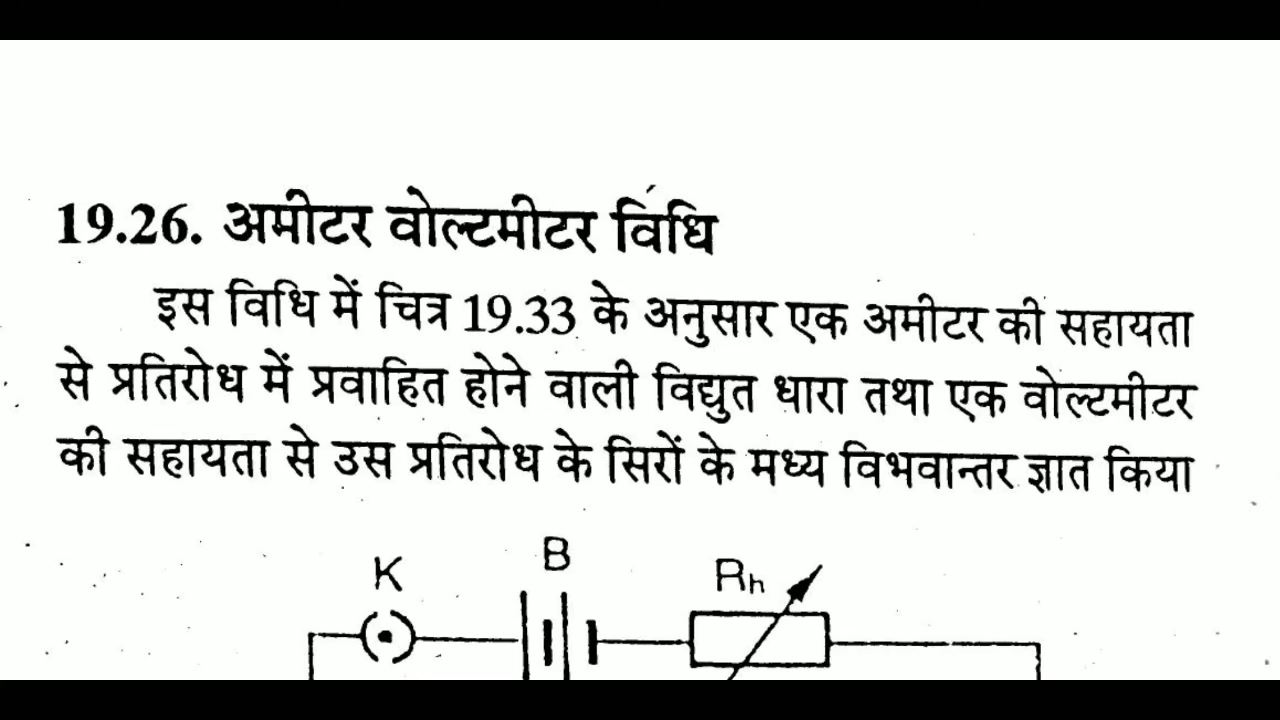 19.26. अमीटर वोल्टमीटर विधि
इस विधि में चित्र 19.33 के अनुसार एक अमीटर की सहायता
से प्रतिरोध में प्रवाहित होने वाली विद्युत धारा तथा एक वोल्टमीटर
की सहायता से उस प्रतिरोध के सिरों के मध्य विभवान्तर ज्ञात किया
K B Rh